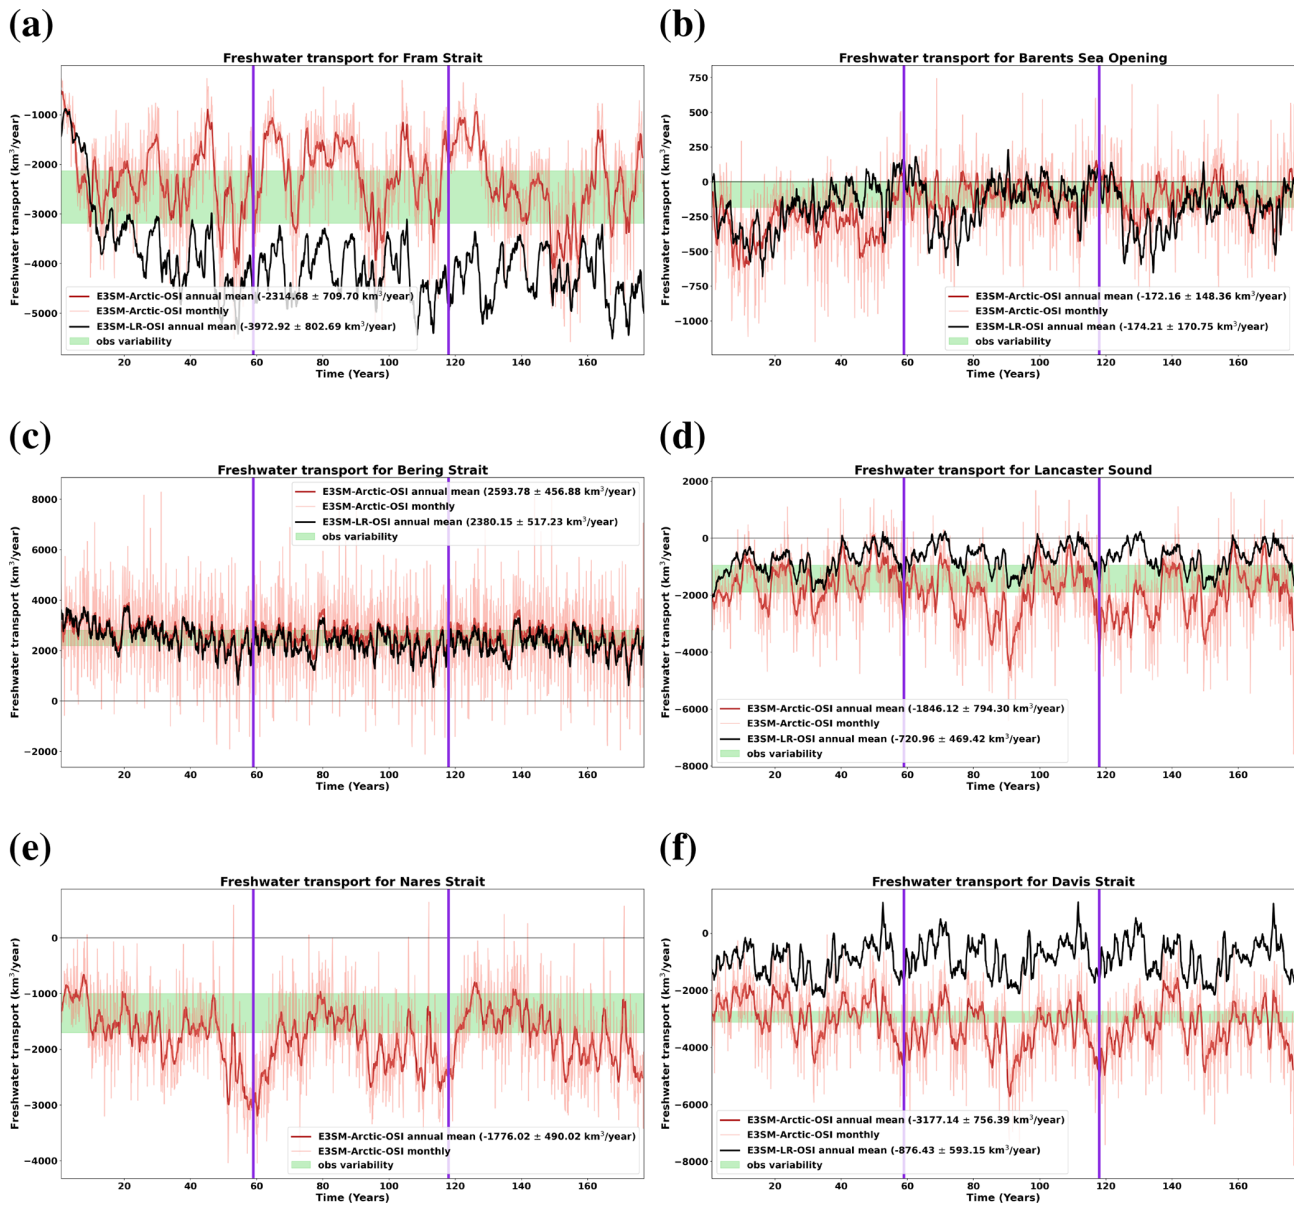 (a)
Freshwater transport for Fram Strait
Freshwater transport (km³/year)
−1000
−2000
−3000
−4000
−5000
E3SM-Arctic-OSI annual mean (-2314.68 ± 709.70 km³/year)
E3SM-Arctic-OSI monthly
E3SM-LR-OSI annual mean (-3972.92 ± 802.69 km³/year)
obs variability
20 40 60 80 100 120 140 160
Time (Years)
(b)
Freshwater transport for Barents Sea Opening
Freshwater transport (km³/year)
750
500
250
0
−250
−500
−750
−1000
E3SM-Arctic-OSI annual mean (-172.16 ± 148.36 km³/year)
E3SM-Arctic-OSI monthly
E3SM-LR-OSI annual mean (-174.21 ± 170.75 km³/year)
obs variability
20 40 60 80 100 120 140 160
Time (Years)
(c)
Freshwater transport for Bering Strait
Freshwater transport (km³/year)
8000
6000
4000
2000
0
−2000
E3SM-Arctic-OSI annual mean (2593.78 ± 456.88 km³/year)
E3SM-Arctic-OSI monthly
E3SM-LR-OSI annual mean (2380.15 ± 517.23 km³/year)
obs variability
20 40 60 80 100 120 140 160
Time (Years)
(d)
Freshwater transport for Lancaster Sound
Freshwater transport (km³/year)
2000
0
−2000
−4000
−6000
−8000
E3SM-Arctic-OSI annual mean (-1846.12 ± 794.30 km³/year)
E3SM-Arctic-OSI monthly
E3SM-LR-OSI annual mean (-720.96 ± 469.42 km³/year)
obs variability
20 40 60 80 100 120 140 160
Time (Years)
(e)
Freshwater transport for Nares Strait
Freshwater transport (km³/year)
0
−1000
−2000
−3000
−4000
E3SM-Arctic-OSI annual mean (-1776.02 ± 490.02 km³/year)
E3SM-Arctic-OSI monthly
obs variability
20 40 60 80 100 120 140 160
Time (Years)
(f)
Freshwater transport for Davis Strait
Freshwater transport (km³/year)
0
−2000
−4000
−6000
−8000
E3SM-Arctic-OSI annual mean (-3177.14 ± 756.39 km³/year)
E3SM-Arctic-OSI monthly
E3SM-LR-OSI annual mean (-876.43 ± 593.15 km³/year)
obs variability
20 40 60 80 100 120 140 160
Time (Years)